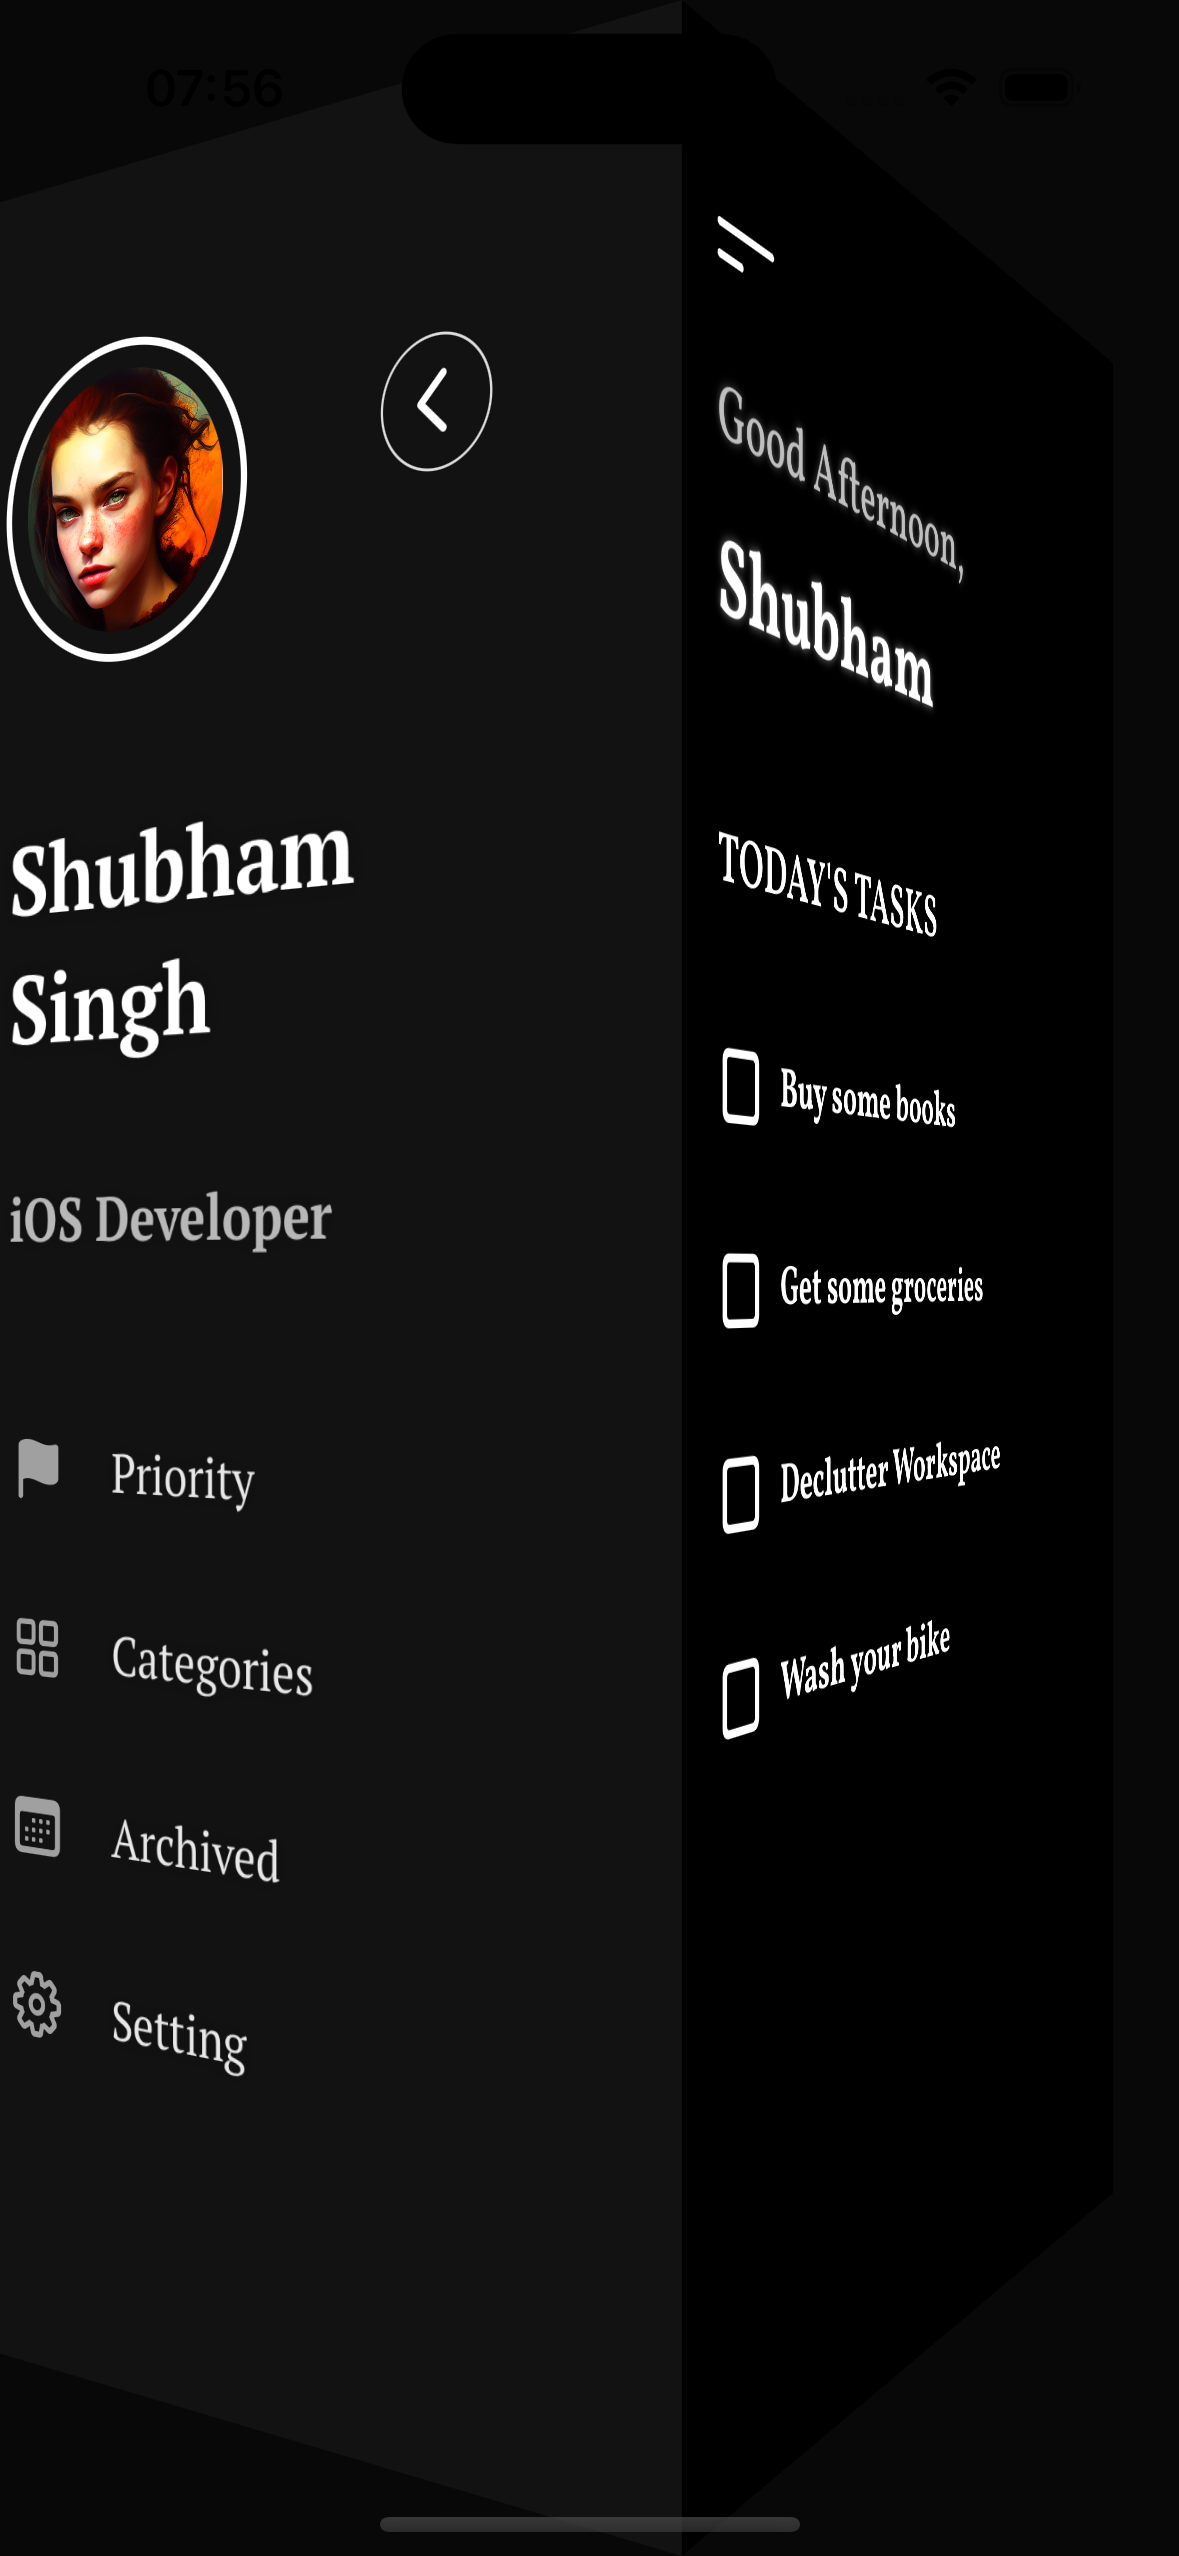 07:56
Shubham
Singh
iOS Developer
Priority
Categories
Archived
Setting
Good Afternoon,
Shubham
TODAY'S TASKS
Buy some books
Get some groceries
Declutter Workspace
Wash your bike